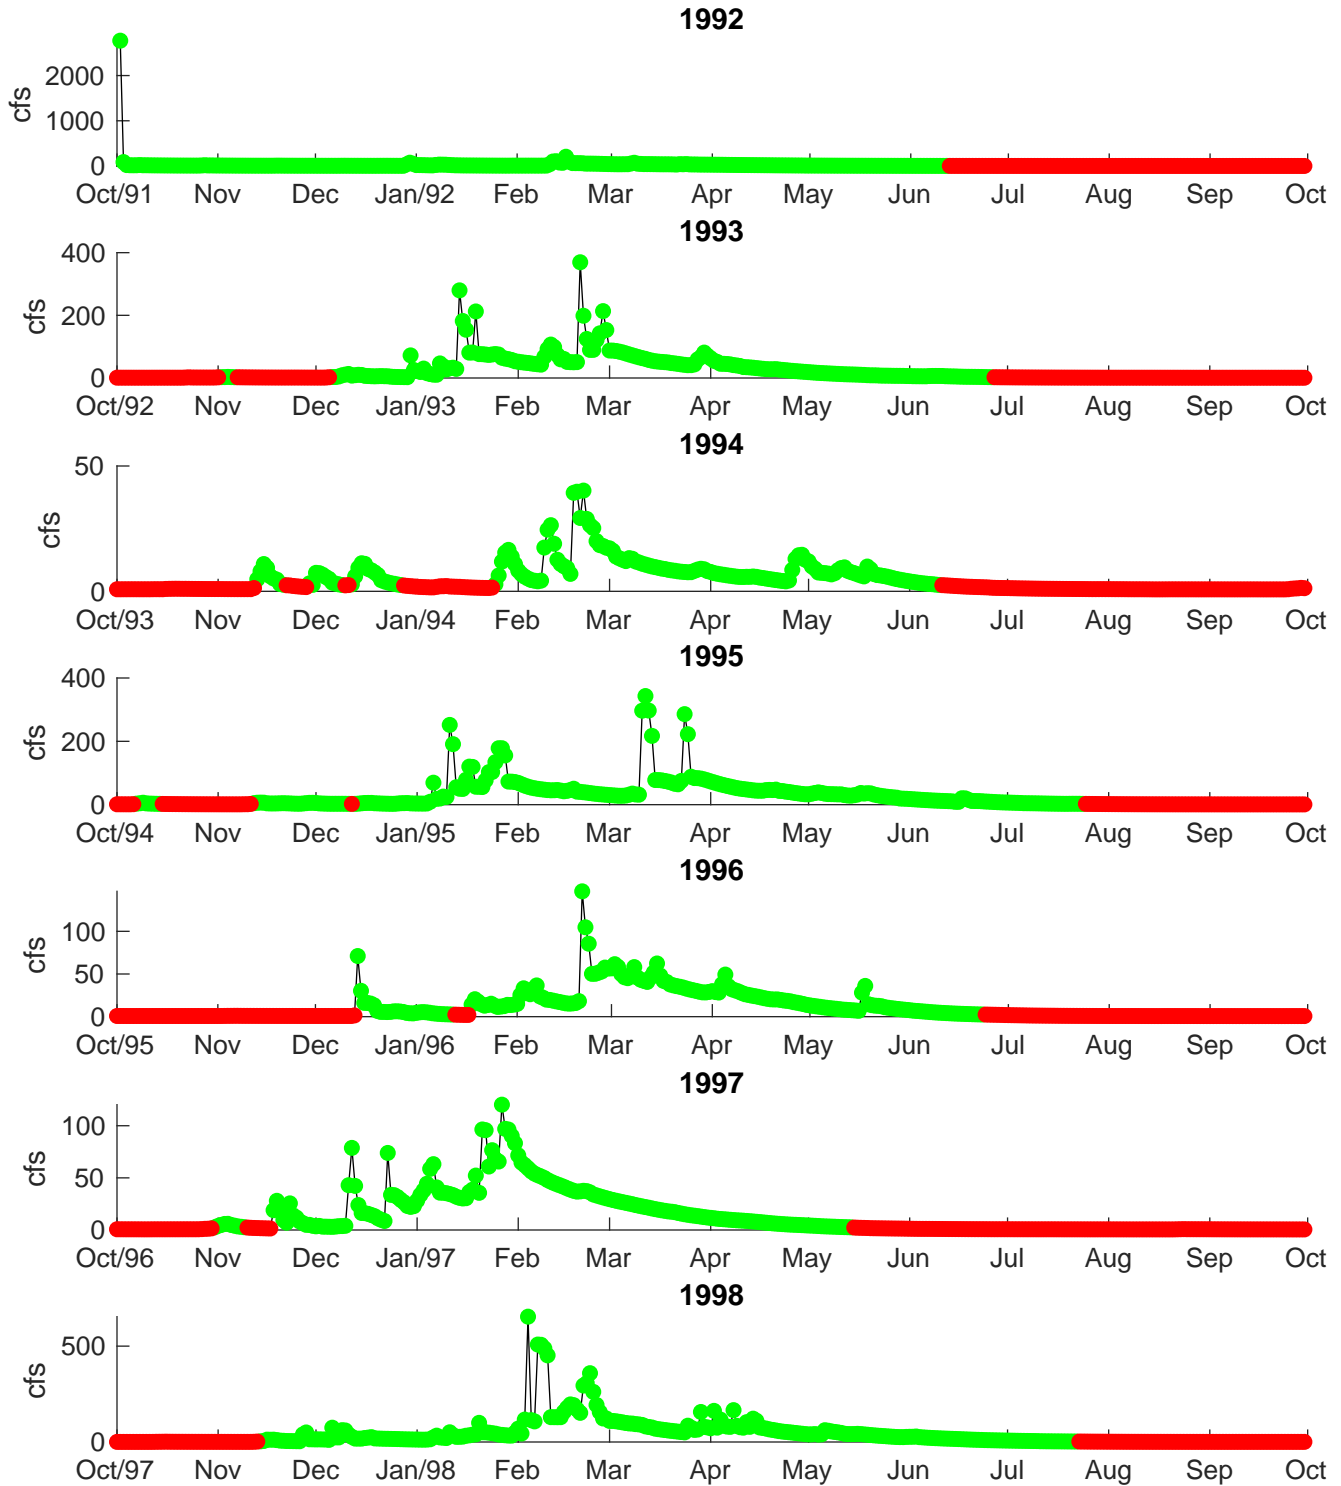 1992
cfs
2000
1000
0
Oct/91 Nov Dec Jan/92 Feb Mar Apr May Jun Jul Aug Sep Oct
1993
cfs
400
200
0
Oct/92 Nov Dec Jan/93 Feb Mar Apr May Jun Jul Aug Sep Oct
1994
cfs
50
0
Oct/93 Nov Dec Jan/94 Feb Mar Apr May Jun Jul Aug Sep Oct
1995
cfs
400
200
0
Oct/94 Nov Dec Jan/95 Feb Mar Apr May Jun Jul Aug Sep Oct
1996
cfs
100
50
0
Oct/95 Nov Dec Jan/96 Feb Mar Apr May Jun Jul Aug Sep Oct
1997
cfs
100
50
0
Oct/96 Nov Dec Jan/97 Feb Mar Apr May Jun Jul Aug Sep Oct
1998
cfs
500
0
Oct/97 Nov Dec Jan/98 Feb Mar Apr May Jun Jul Aug Sep Oct